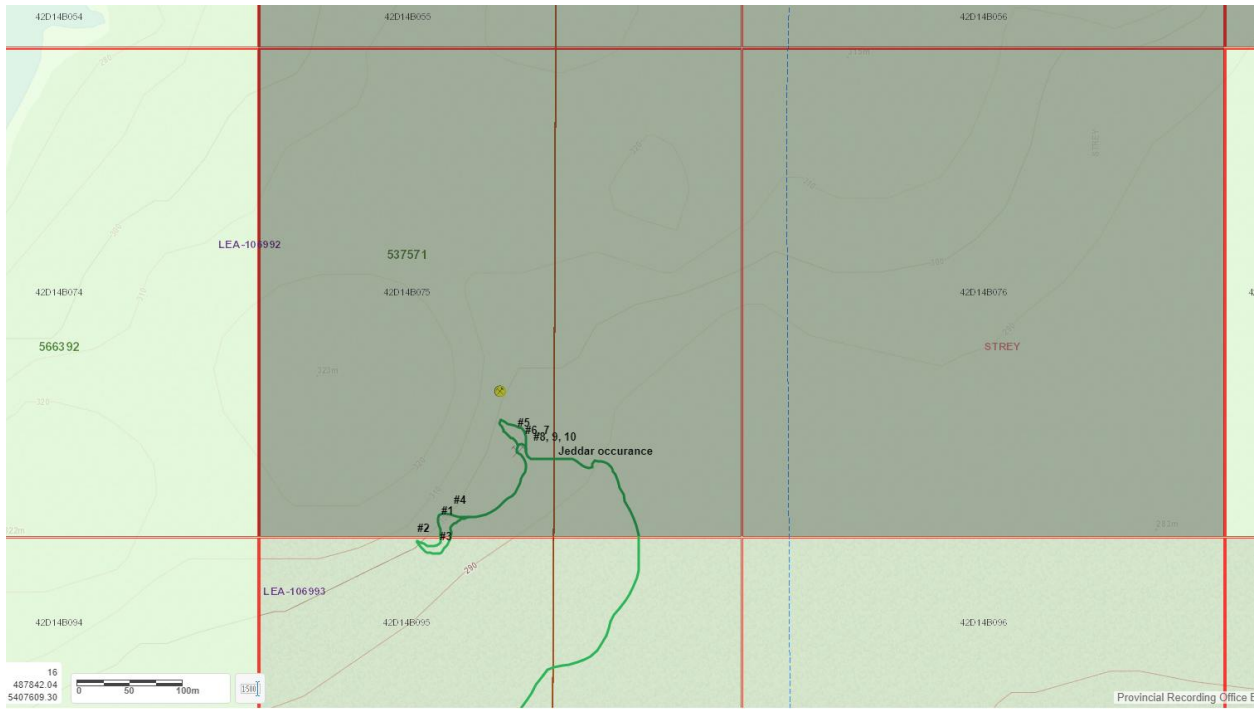 42D14B054
42D14B055
42D14B056
STREY
LEA-106992
537571
42D14B074
42D14B075
42D14B076
566392
STREY
#5
#6, 7
#8, 9, 10
Jeddar occurance
#4
#1
#2
#3
290
LEA-106993
42D14B094
42D14B095
42D14B096
16
487842.04
5407609.30
0 50 100m
Provincial Recording Office E